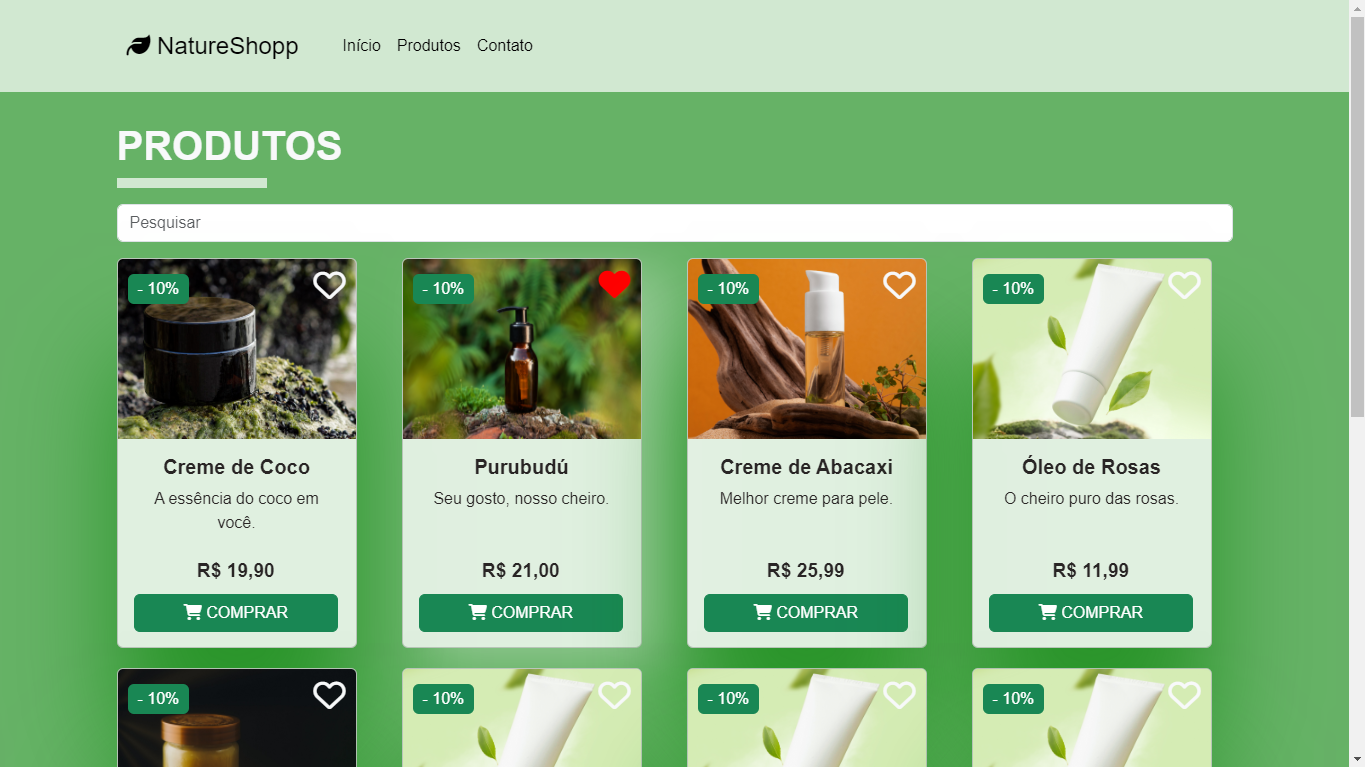 NatureShopp
Início Produtos Contato
PRODUTOS
Pesquisar
- 10%
- 10%
- 10%
- 10%
Creme de Coco
A essência do coco em
você.
R$ 19,90
COMPRAR
Purubudú
Seu gosto, nosso cheiro.
R$ 21,00
COMPRAR
Creme de Abacaxi
Melhor creme para pele.
R$ 25,99
COMPRAR
Óleo de Rosas
O cheiro puro das rosas.
R$ 11,99
COMPRAR
- 10%
- 10%
- 10%
- 10%